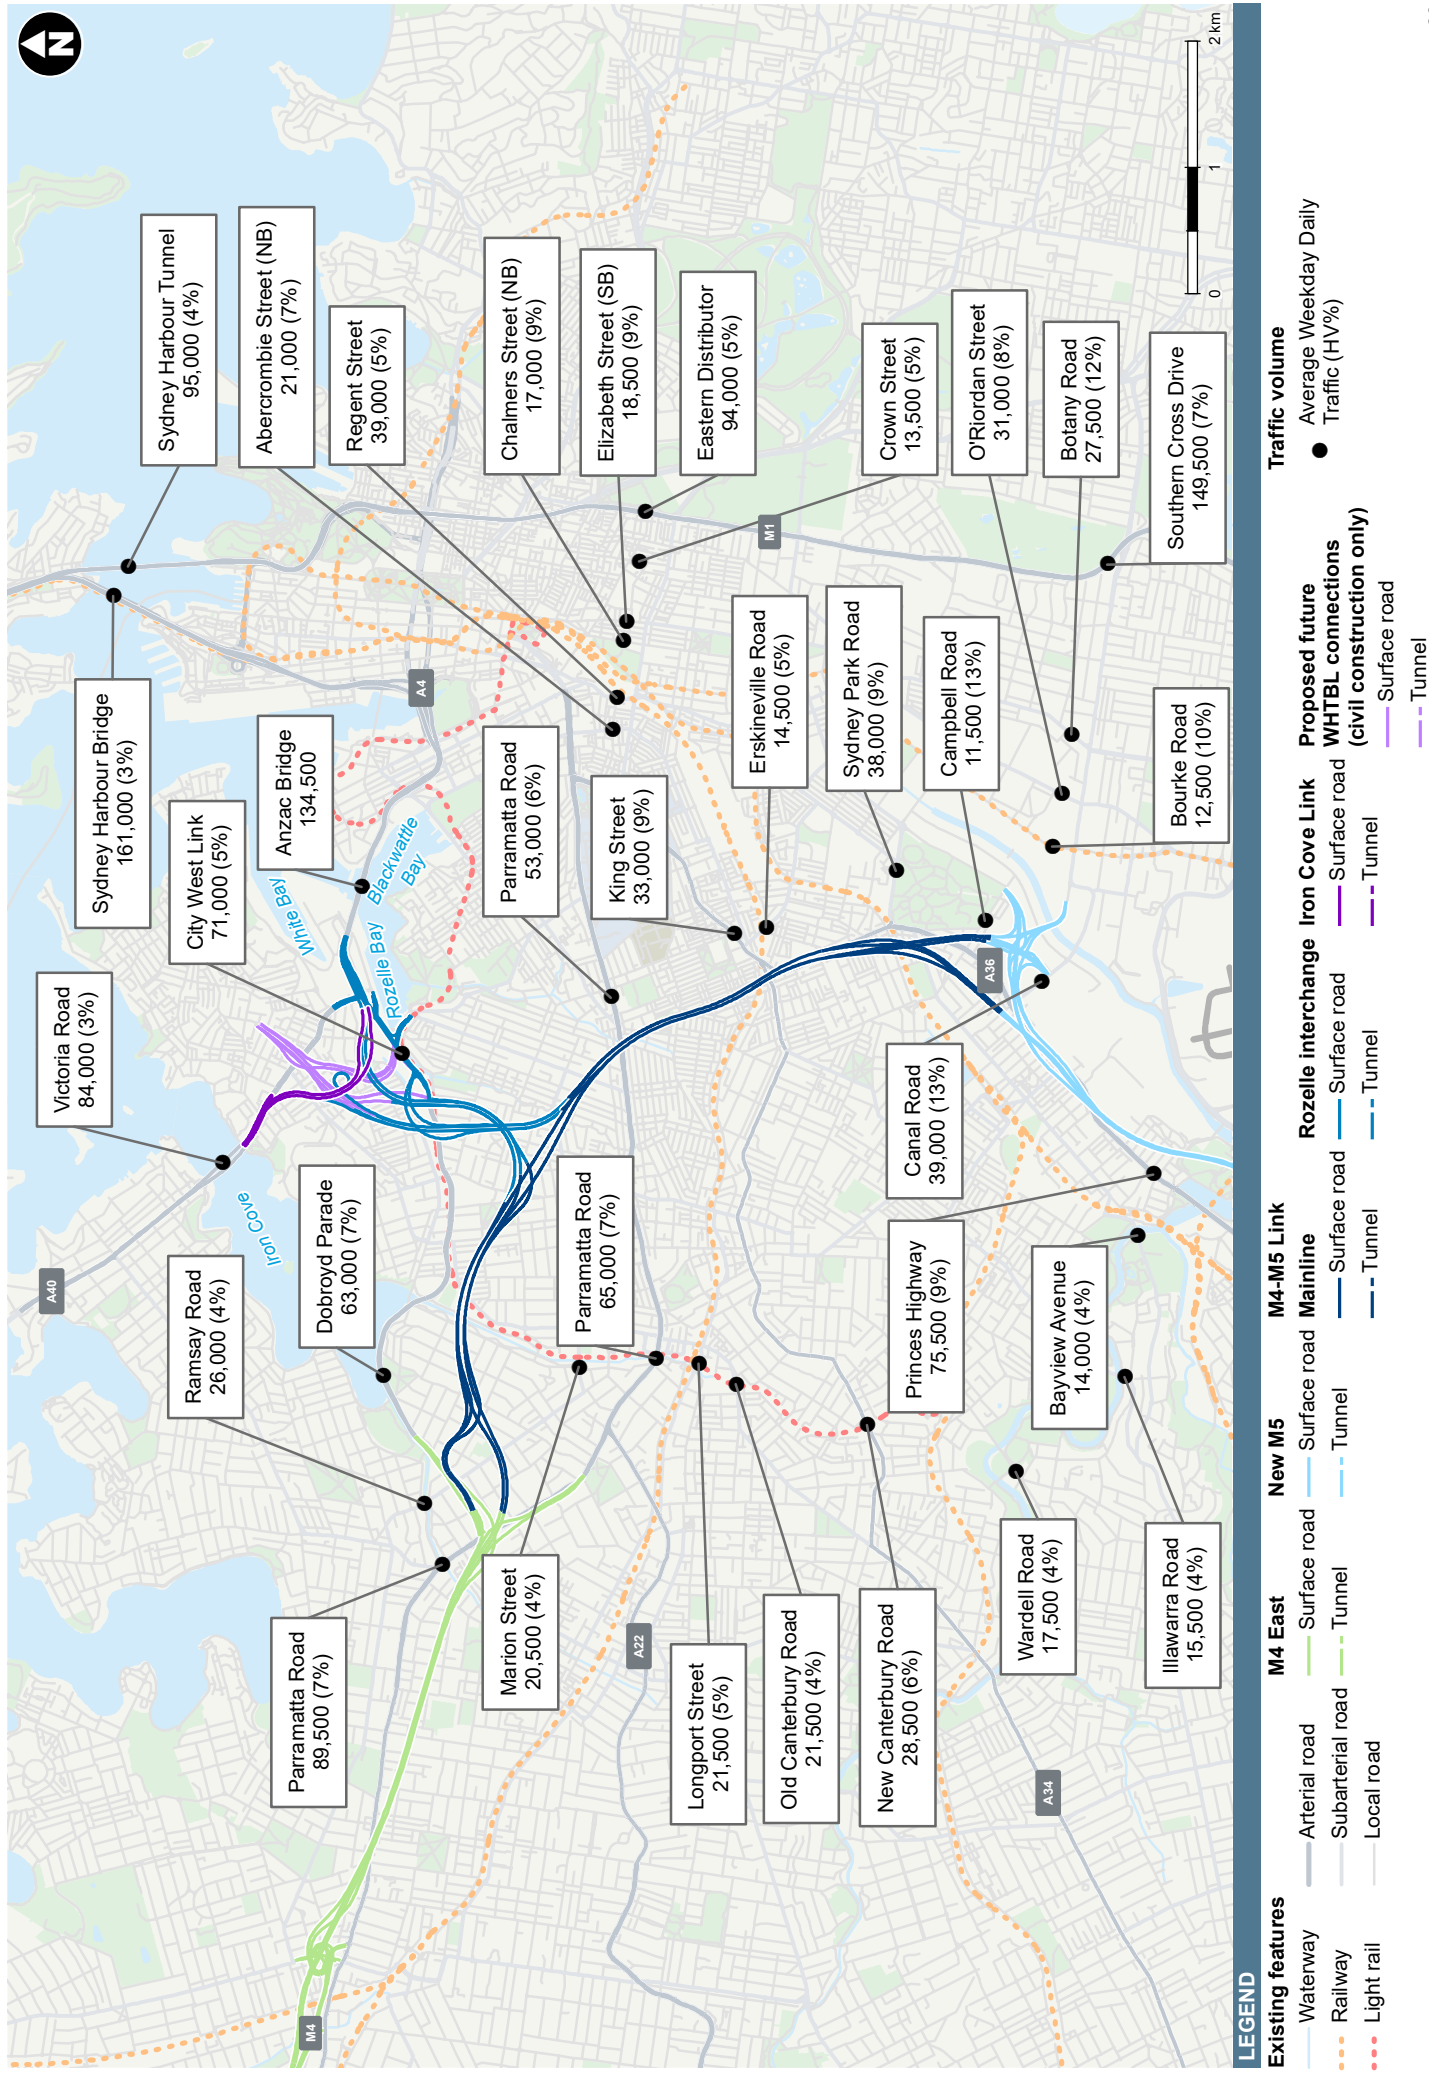 N
Sydney Harbour Tunnel
95,000 (4%)
Abercrombie Street (NB)
21,000 (7%)
Regent Street
39,000 (5%)
Chalmers Street (NB)
17,000 (9%)
Elizabeth Street (SB)
18,500 (9%)
Eastern Distributor
94,000 (5%)
Crown Street
13,500 (5%)
O'Riordan Street
31,000 (8%)
Botany Road
27,500 (12%)
Southern Cross Drive
149,500 (7%)
Sydney Harbour Bridge
161,000 (3%)
City West Link
71,000 (5%)
Anzac Bridge
134,500
Parramatta Road
53,000 (6%)
King Street
33,000 (9%)
Erskineville Road
14,500 (5%)
Sydney Park Road
38,000 (9%)
Campbell Road
11,500 (13%)
Bourke Road
12,500 (10%)
Victoria Road
84,000 (3%)
Ramsay Road
26,000 (4%)
Dobroyd Parade
63,000 (7%)
Parramatta Road
65,000 (7%)
Canal Road
39,000 (13%)
Princes Highway
75,500 (9%)
Bayview Avenue
14,000 (4%)
Parramatta Road
89,500 (7%)
Marion Street
20,500 (4%)
Longport Street
21,500 (5%)
Old Canterbury Road
21,500 (4%)
New Canterbury Road
28,500 (6%)
Wardell Road
17,500 (4%)
Illawarra Road
15,500 (4%)
White Bay
Blackwattle
Bay
Rozelle Bay
Iron Cove
A40
A4
M1
A36
A22
A34
M4
0
1
2 km
LEGEND
Existing features
Waterway
Railway
Light rail
Arterial road
Subarterial road
Local road
M4 East
Surface road
Tunnel
New M5
Surface road
Tunnel
M4-M5 Link
Mainline
Surface road
Tunnel
Rozelle interchange
Surface road
Tunnel
Iron Cove Link
Surface road
Tunnel
Proposed future
WHTBL connections
(civil construction only)
Surface road
Tunnel
Traffic volume
Average Weekday Daily
Traffic (HV%)